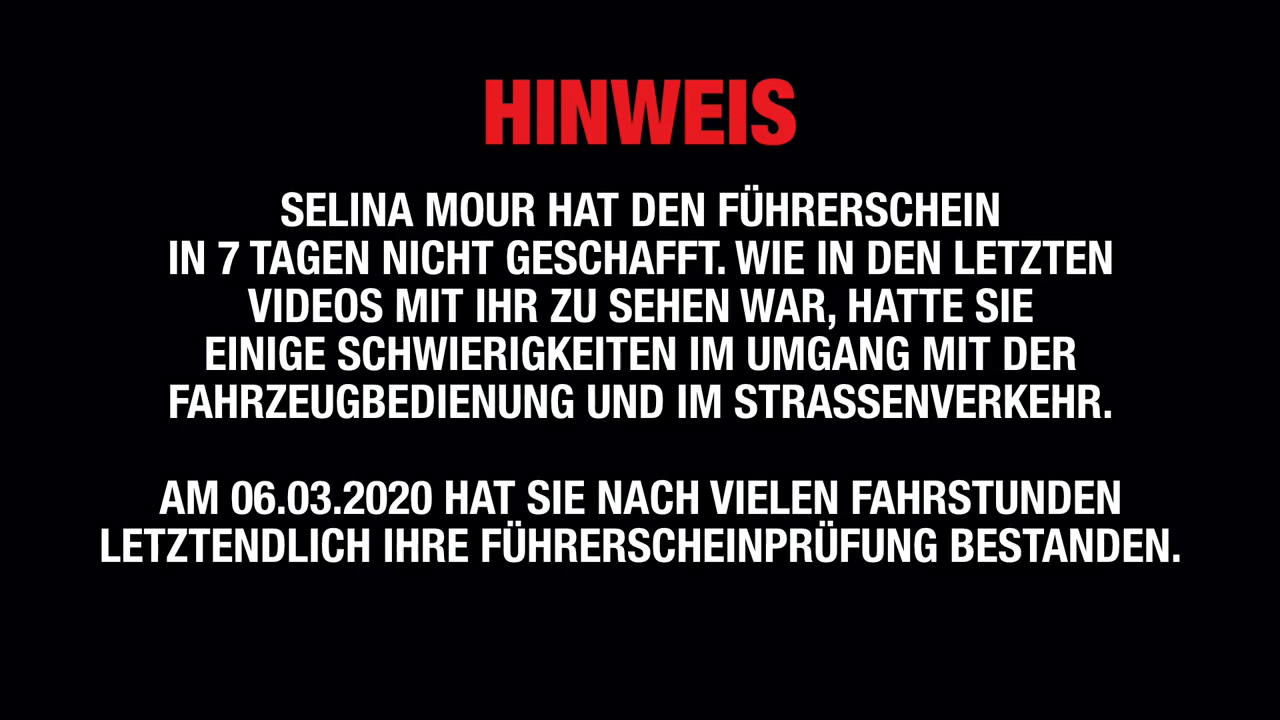 HINWEIS
SELINA MOUR HAT DEN FÜHRERSCHEIN
IN 7 TAGEN NICHT GESCHAFFT. WIE IN DEN LETZTEN
VIDEOS MIT IHR ZU SEHEN WAR, HATTE SIE
EINIGE SCHWIERIGKEITEN IM UMGANG MIT DER
FAHRZEUGBEDIENUNG UND IM STRASSENVERKEHR.
AM 06.03.2020 HAT SIE NACH VIELEN FAHRSTUNDEN
LETZTENDLICH IHRE FÜHRERSCHEINPRÜFUNG BESTANDEN.